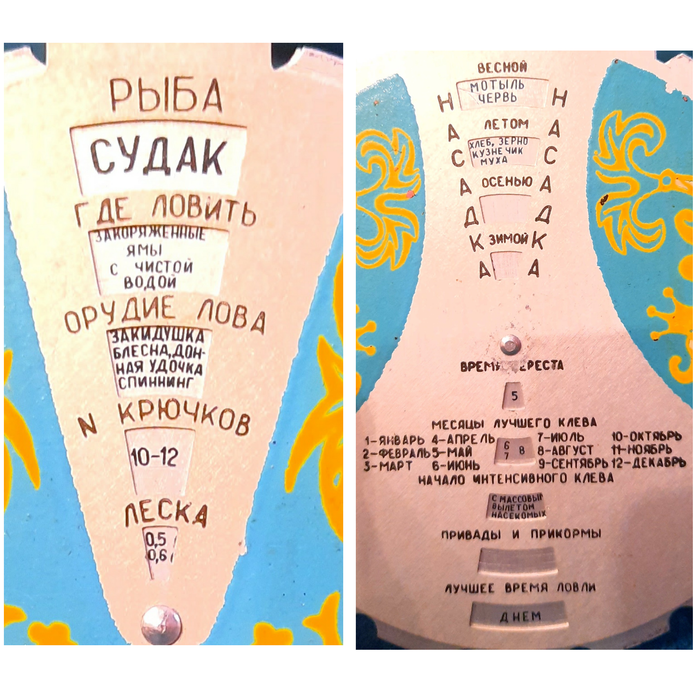 РЫБА
СУДАК
ГДЕ ЛОВИТЬ
ЗАКОРЯЖЕННЫЕ
ЯМЫ
С ЧИСТОЙ
ВОДОЙ
ОРУДИЕ ЛОВА
ЗАКИДУШКА
БЛЕСНА, ДОН-
НАЯ УДОЧКА
СПИННИНГ
N КРЮЧКОВ
10-12
ЛЕСКА
0,5
0,6
ВЕСНОЙ
МОТЫЛЬ
ЧЕРВЬ
НАСАДКА
НАСАДКА
ЛЕТОМ
ХЛЕБ, ЗЕРНО
КУЗНЕЧИК
МУХА
ОСЕНЬЮ
ЗИМОЙ
ВРЕМЯ НЕРЕСТА
5
МЕСЯЦЫ ЛУЧШЕГО КЛЕВА
1-ЯНВАРЬ 4-АПРЕЛЬ 6 7-ИЮЛЬ 10-ОКТЯБРЬ
2-ФЕВРАЛЬ 5-МАЙ 7 8 8-АВГУСТ 11-НОЯБРЬ
3-МАРТ 6-ИЮНЬ 9-СЕНТЯБРЬ 12-ДЕКАБРЬ
НАЧАЛО ИНТЕНСИВНОГО КЛЕВА
С МАССОВЫМ
ВЫЛЕТОМ
НАСЕКОМЫХ
ПРИВАДЫ И ПРИКОРМЫ
ЛУЧШЕЕ ВРЕМЯ ЛОВЛИ
ДНЕМ